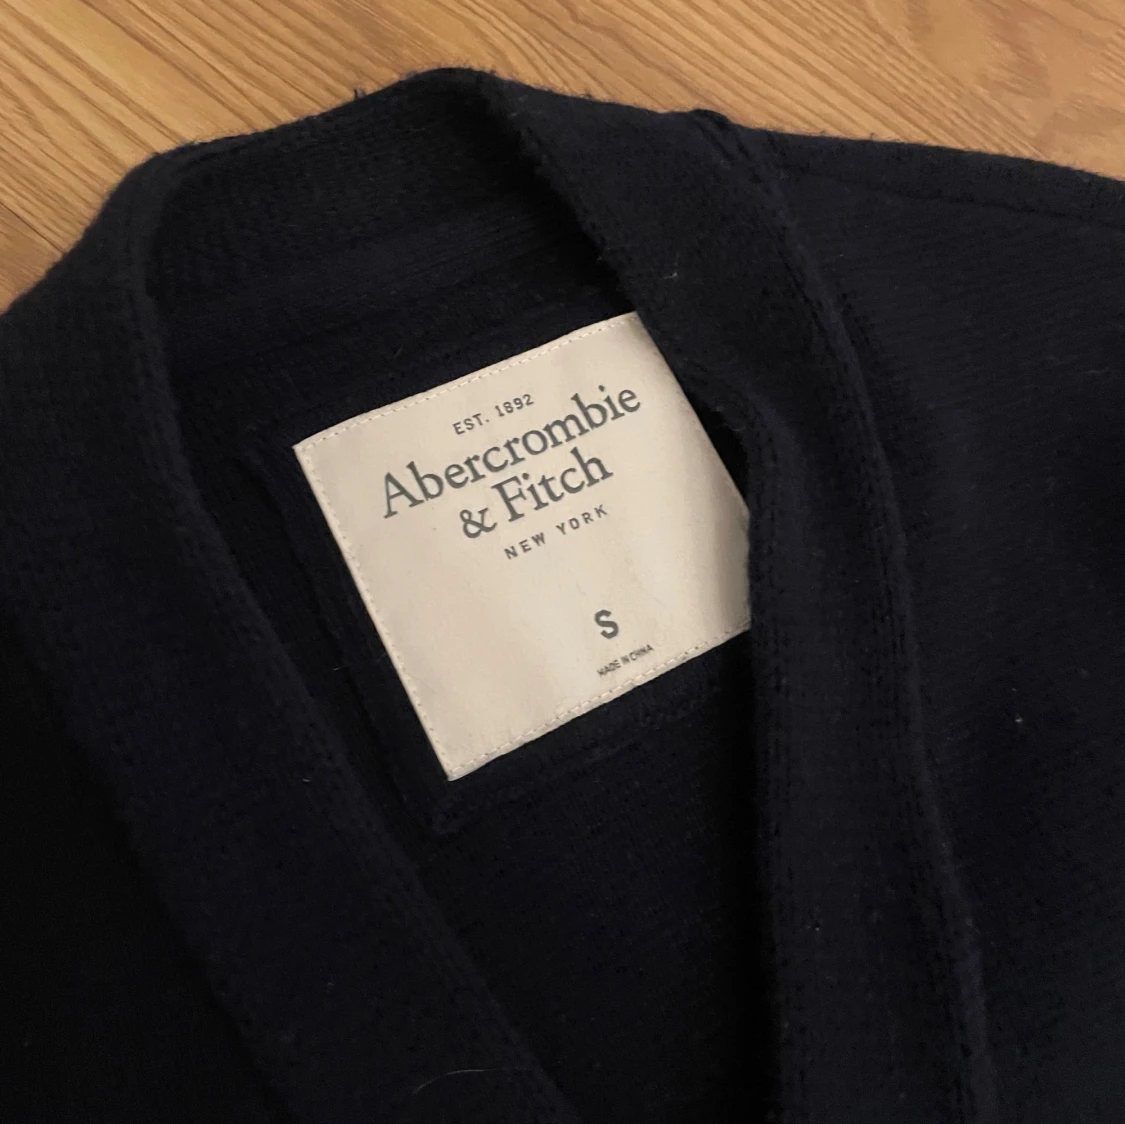 EST. 1892
Abercrombie
& Fitch
NEW YORK
S
MADE IN CHINA